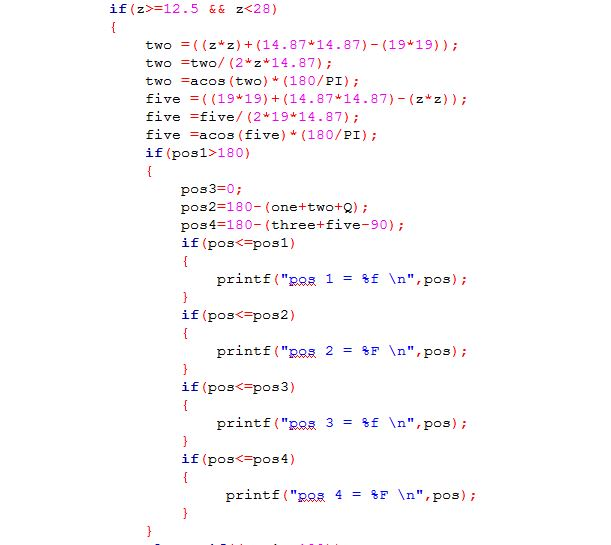 if(z>=12.5 && z<28)
{
two =((z*z)+(14.87*14.87)-(19*19));
two =two/(2*z*14.87);
two =acos(two)*(180/PI);
five =((19*19)+(14.87*14.87)-(z*z));
five =five/(2*19*14.87);
five =acos(five)*(180/PI);
if(pos1>180)
{
pos3=0;
pos2=180-(one+two+Q);
pos4=180-(three+five-90);
if(pos<=pos1)
{
printf("pos 1 = %f \n",pos);
}
if(pos<=pos2)
{
printf("pos 2 = %F \n",pos);
}
if(pos<=pos3)
{
printf("pos 3 = %f \n",pos);
}
if(pos<=pos4)
{
printf("pos 4 = %F \n",pos);
}
}